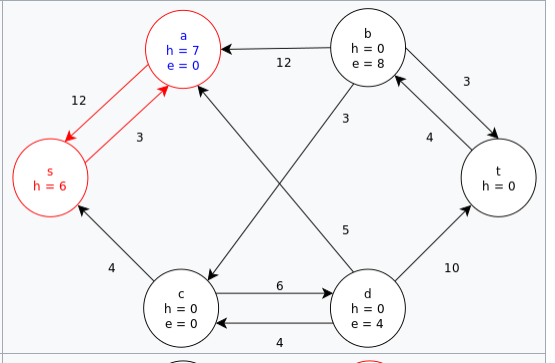 a
h = 7
e = 0
b
h = 0
e = 8
12
3
12
3
3
4
s
h = 6
t
h = 0
5
4
10
6
c
h = 0
e = 0
d
h = 0
e = 4
4